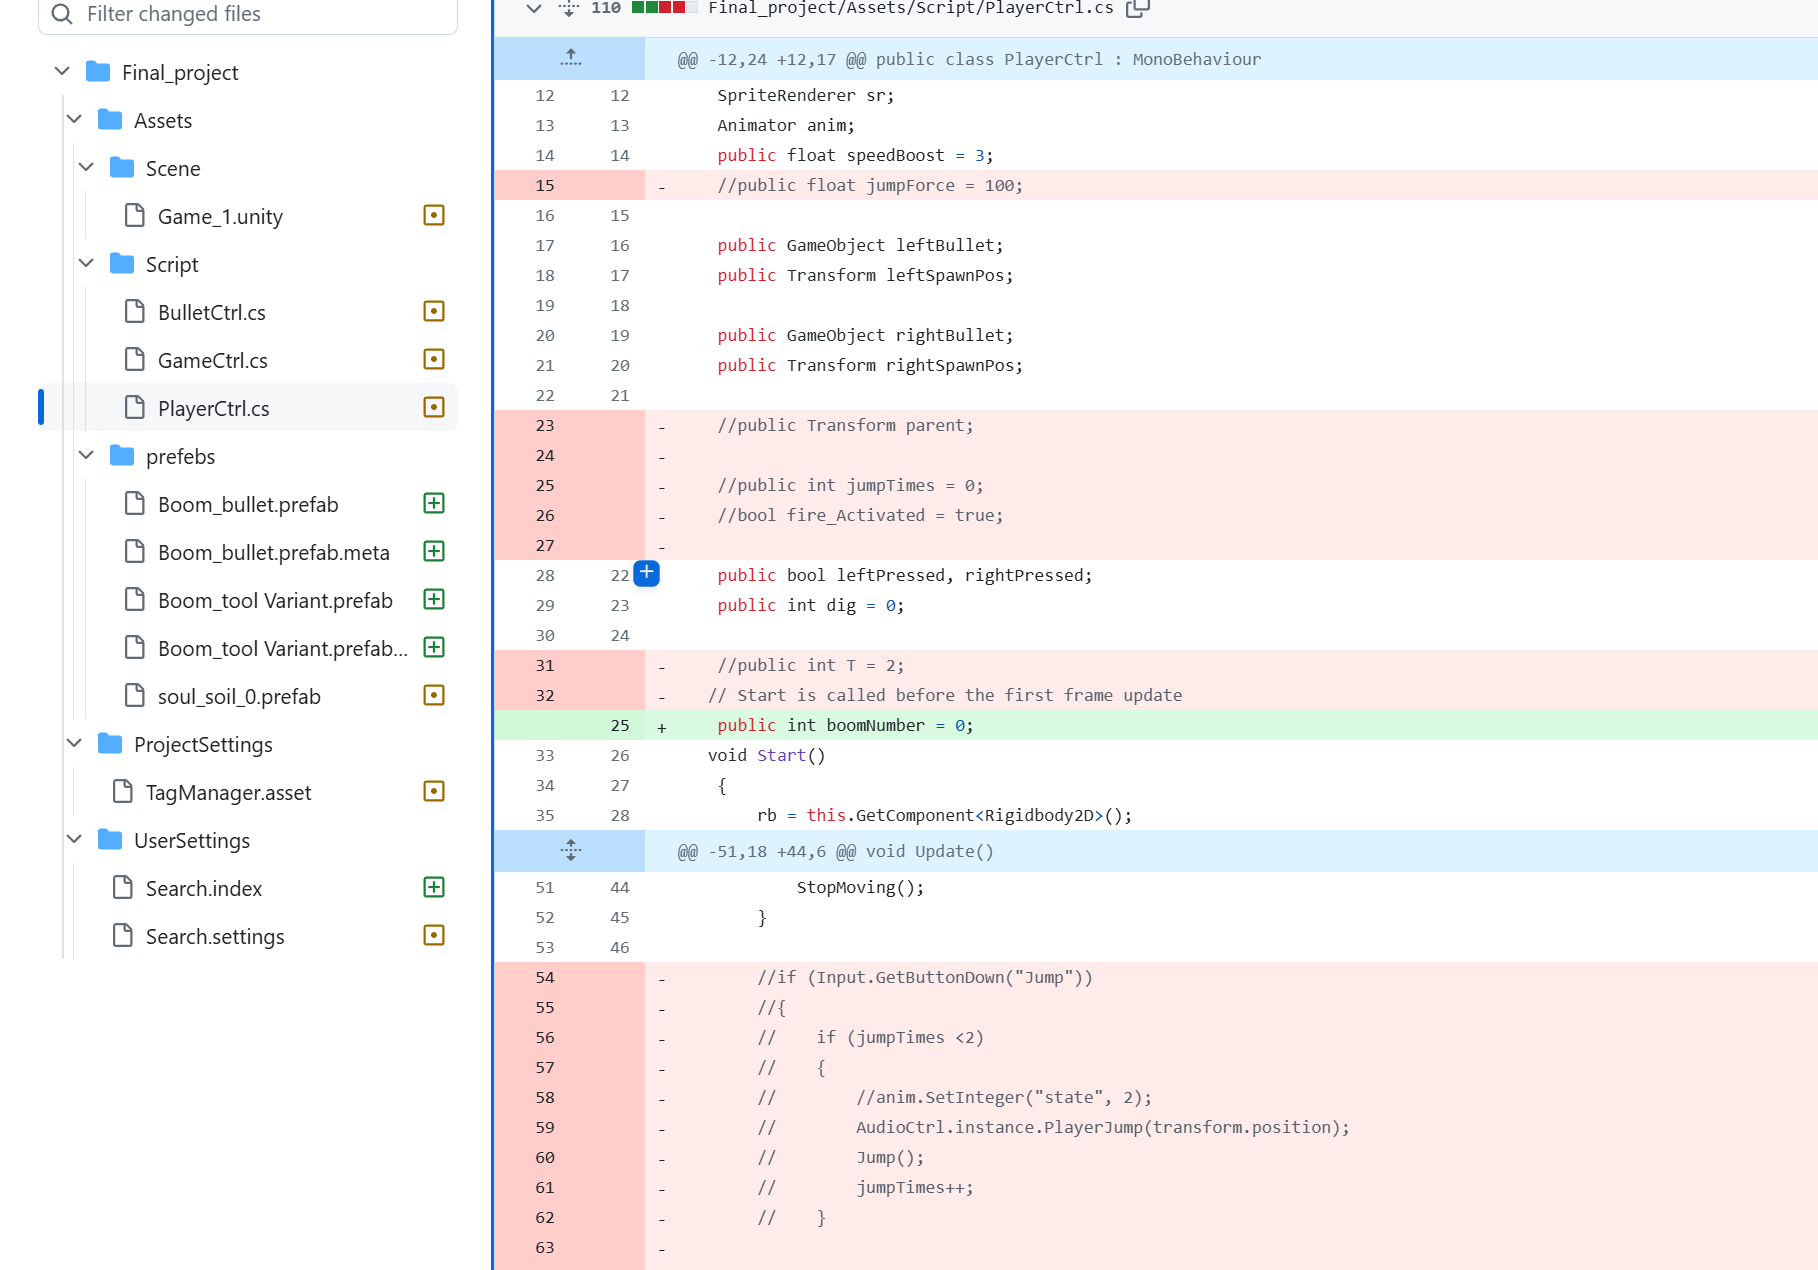 Filter changed files
Final_project
Assets
Scene
Game_1.unity
Script
BulletCtrl.cs
GameCtrl.cs
PlayerCtrl.cs
prefebs
Boom_bullet.prefab
Boom_bullet.prefab.meta
Boom_tool Variant.prefab
Boom_tool Variant.prefab...
soul_soil_0.prefab
ProjectSettings
TagManager.asset
UserSettings
Search.index
Search.settings
110 Final_project/Assets/Script/PlayerCtrl.cs
@@ -12,24 +12,17 @@ public class PlayerCtrl : MonoBehaviour
12 12 SpriteRenderer sr;
13 13 Animator anim;
14 14 public float speedBoost = 3;
15 - //public float jumpForce = 100;
16 15
17 16 public GameObject leftBullet;
18 17 public Transform leftSpawnPos;
19 18
20 19 public GameObject rightBullet;
21 20 public Transform rightSpawnPos;
22 21
23 - //public Transform parent;
24 -
25 - //public int jumpTimes = 0;
26 - //bool fire_Activated = true;
27 -
28 22 + public bool leftPressed, rightPressed;
29 23 public int dig = 0;
30 24
31 - //public int T = 2;
32 - // Start is called before the first frame update
25 + public int boomNumber = 0;
33 26 void Start()
34 27 {
35 28 rb = this.GetComponent<Rigidbody2D>();
@@ -51,18 +44,6 @@ void Update()
51 44 StopMoving();
52 45 }
53 46
54 - //if (Input.GetButtonDown("Jump"))
55 - //{
56 - // if (jumpTimes <2)
57 - // {
58 - // //anim.SetInteger("state", 2);
59 - // AudioCtrl.instance.PlayerJump(transform.position);
60 - // Jump();
61 - // jumpTimes++;
62 - // }
63 -